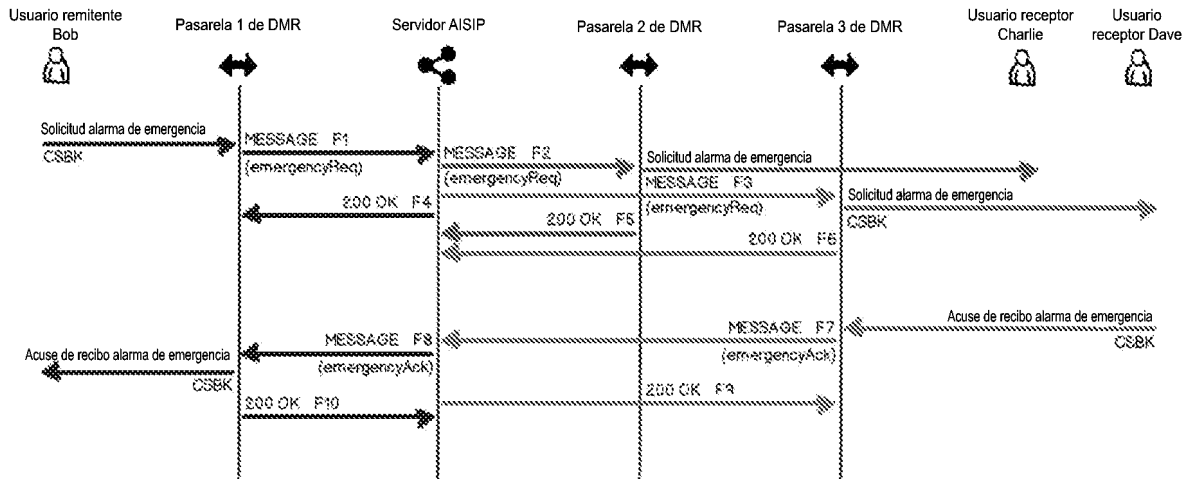 Usuario remitente
Bob
Pasarela 1 de DMR
Servidor AISIP
Pasarela 2 de DMR
Pasarela 3 de DMR
Usuario receptor
Charlie
Usuario
receptor Dave
Solicitud alarma de emergencia
CSBK
MESSAGE F1
(emergencyReq)
MESSAGE F2
(emergencyReq)
Solicitud alarma de emergencia
MESSAGE F3
(emergencyReq)
Solicitud alarma de emergencia
CSBK
200 OK F4
200 OK F5
200 OK F6
Acuse de recibo alarma de emergencia
CSBK
MESSAGE F7
(emergencyAck)
MESSAGE F8
(emergencyAck)
Acuse de recibo alarma de emergencia
CSBK
200 OK F9
200 OK F10